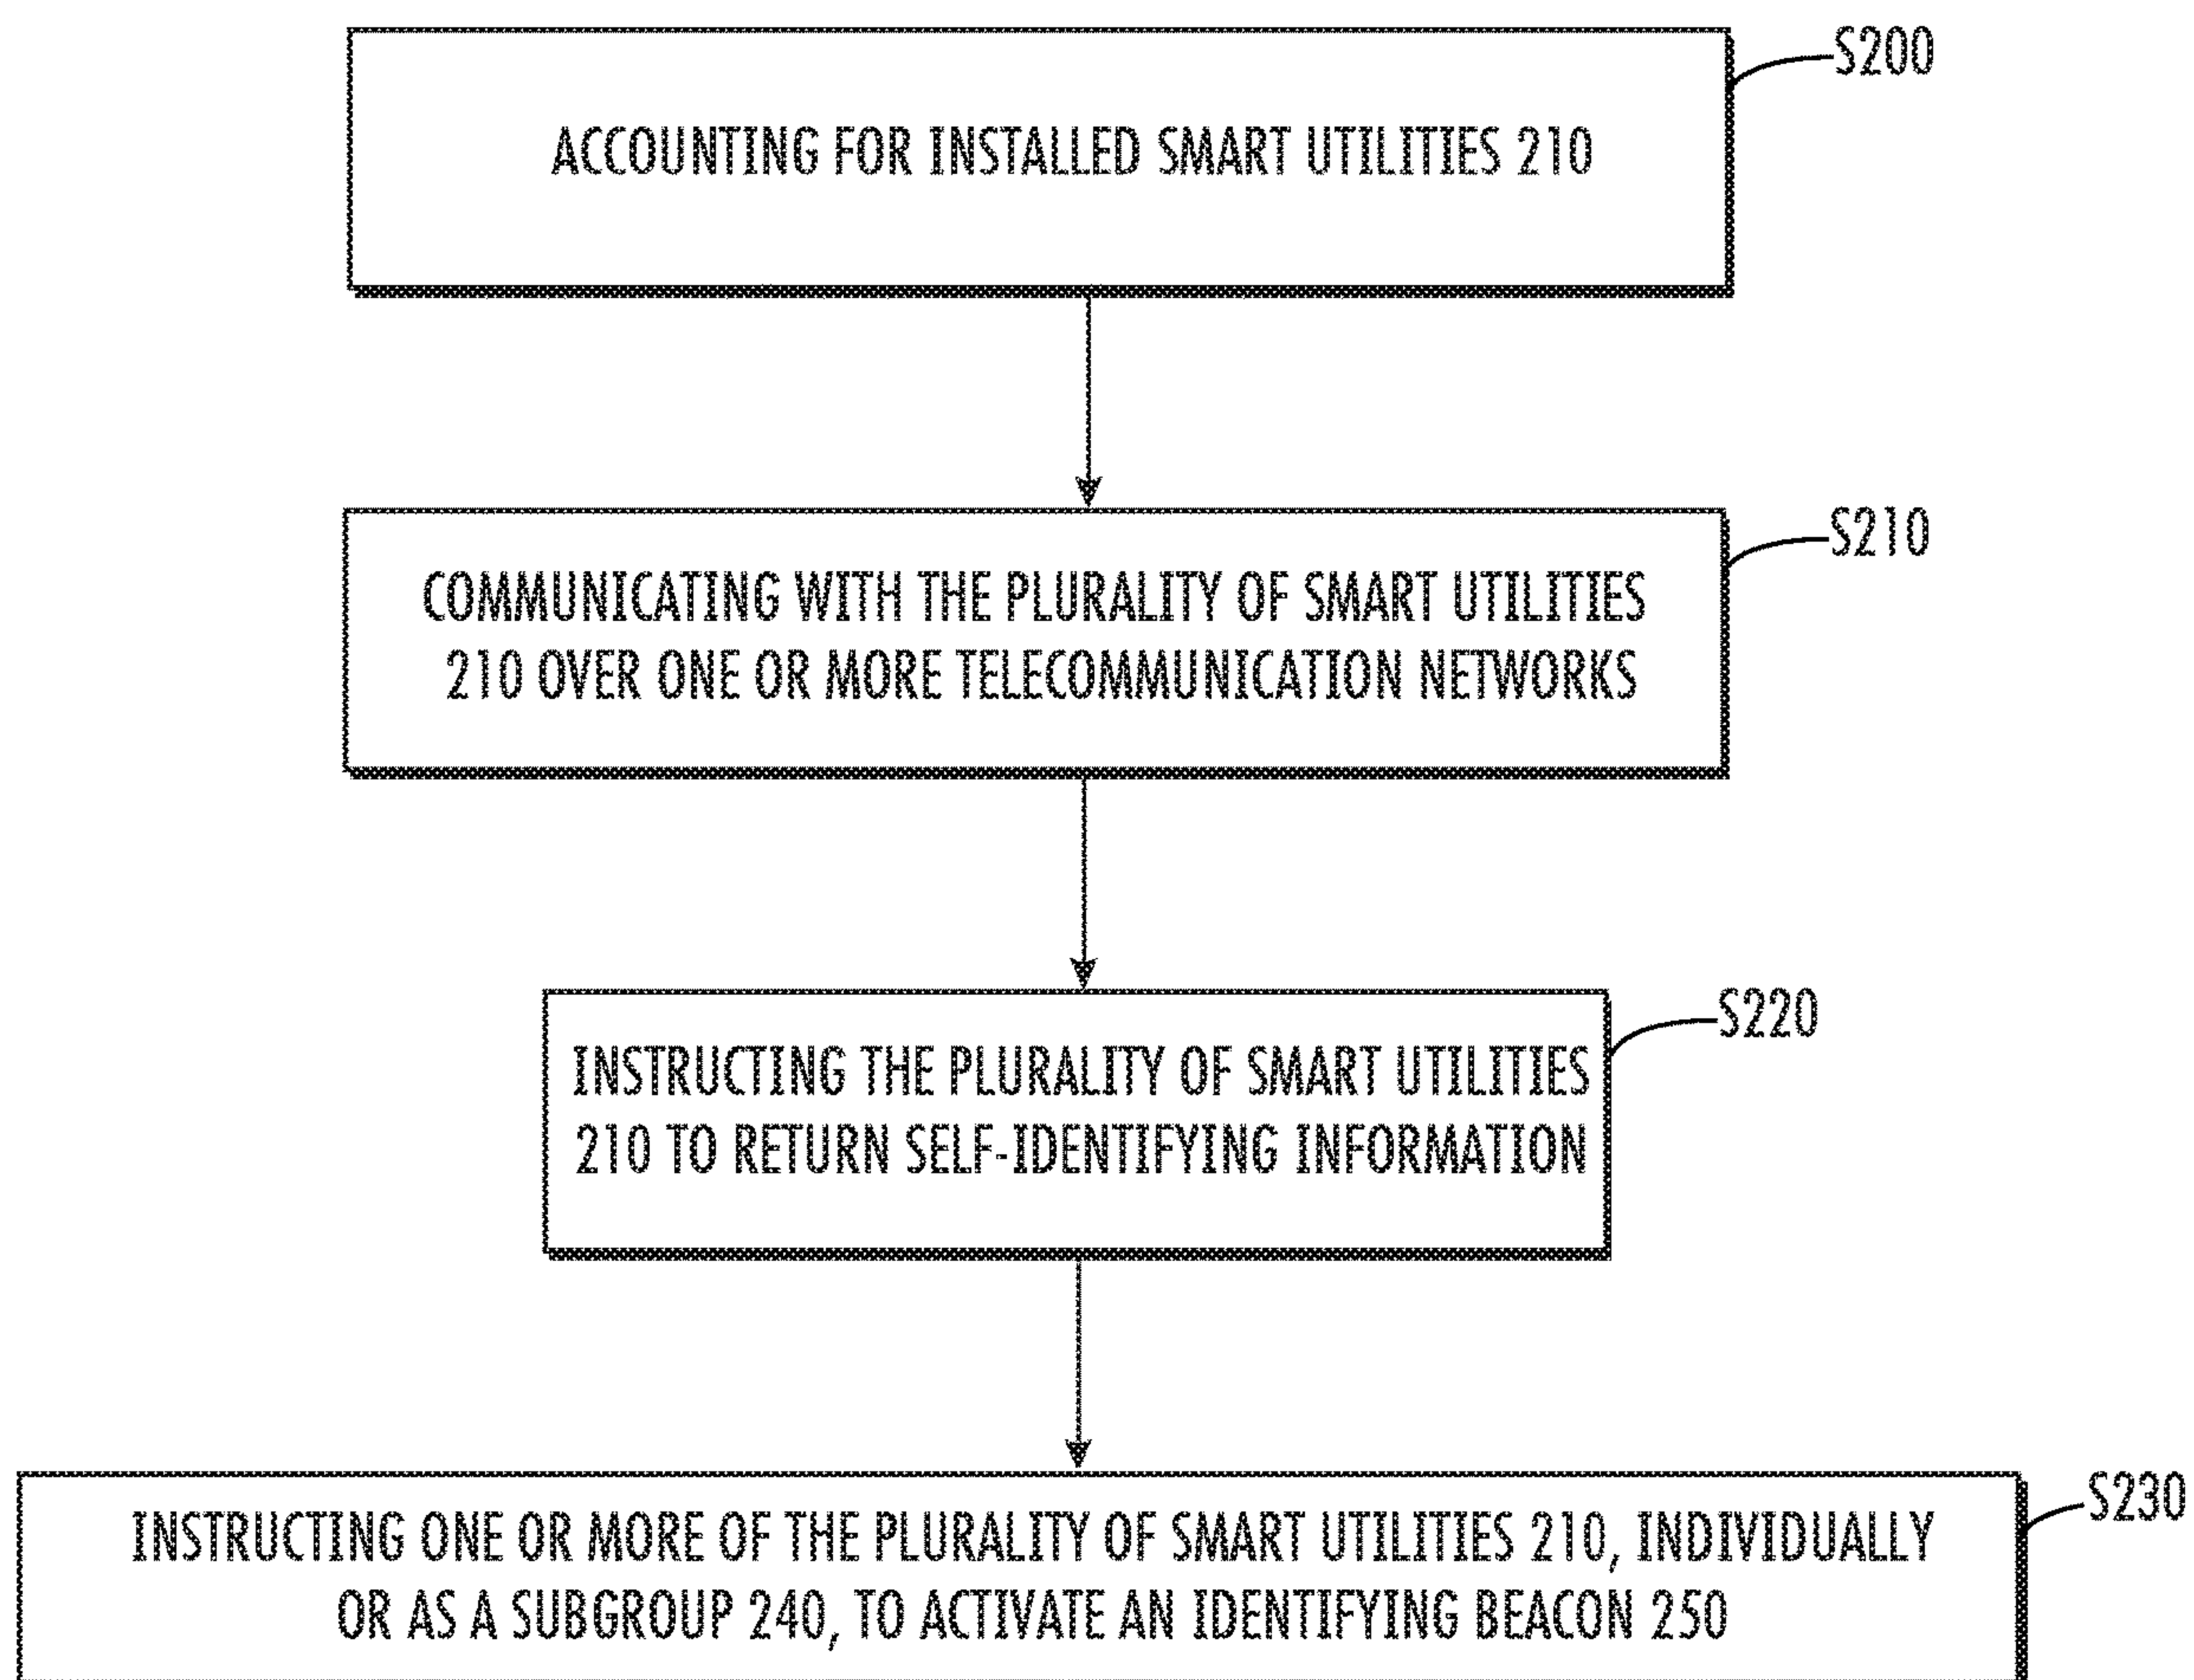 S200
ACCOUNTING FOR INSTALLED SMART UTILITIES 210
S210
COMMUNICATING WITH THE PLURALITY OF SMART UTILITIES
210 OVER ONE OR MORE TELECOMMUNICATION NETWORKS
S220
INSTRUCTING THE PLURALITY OF SMART UTILITIES
210 TO RETURN SELF-IDENTIFYING INFORMATION
S230
INSTRUCTING ONE OR MORE OF THE PLURALITY OF SMART UTILITIES 210, INDIVIDUALLY
OR AS A SUBGROUP 240, TO ACTIVATE AN IDENTIFYING BEACON 250